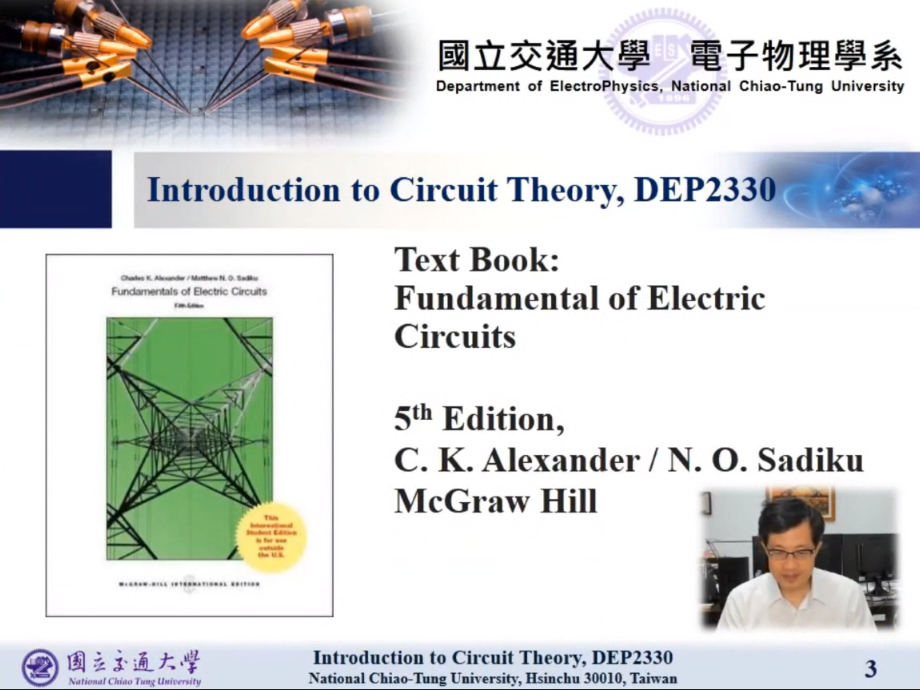 國立交通大學 電子物理學系
Department of ElectroPhysics, National Chiao-Tung University
1896
Introduction to Circuit Theory, DEP2330
Charles K. Alexander / Matthew N. O. Sadiku
Fundamentals of Electric Circuits
Fifth Edition
This
International
Student Edition
is for use
outside
the U.S.
McGRAW-HILL INTERNATIONAL EDITION
Text Book:
Fundamental of Electric
Circuits
5th Edition,
C. K. Alexander / N. O. Sadiku
McGraw Hill
國立交通大學
National Chiao Tung University
Introduction to Circuit Theory, DEP2330
National Chiao-Tung University, Hsinchu 30010, Taiwan
3